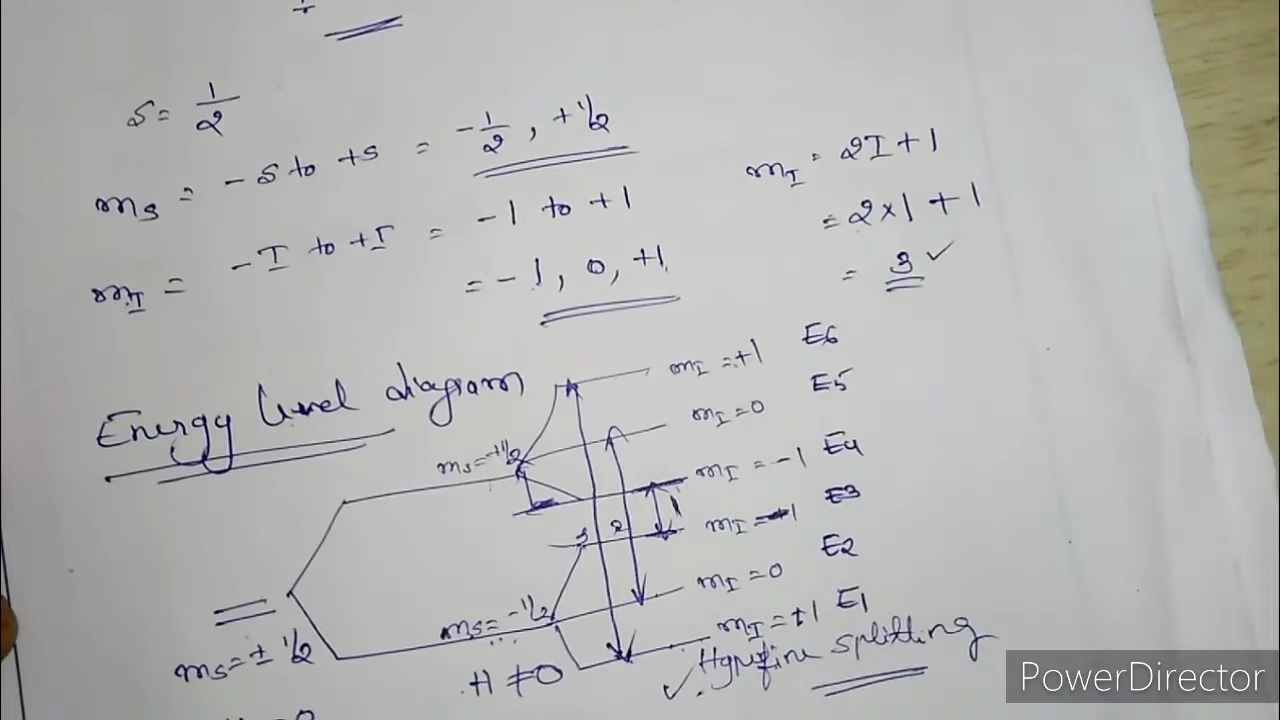 S = 1/2
mS = -S to +S = -1/2, +1/2
mI = -I to +I = -1 to +1
= -1, 0, +1
mI = 2I+1
= 2×1+1
= 3 ✓
Energy level diagram
mI = +1 E6
mI = 0 E5
mS = +1/2
mI = -1 E4
1
mI = -1 E3
3 2
mI = 0 E2
mS = -1/2
mI = +1 E1
mS = ± 1/2
H ≠ 0
✓ Hyperfine splitting
PowerDirector